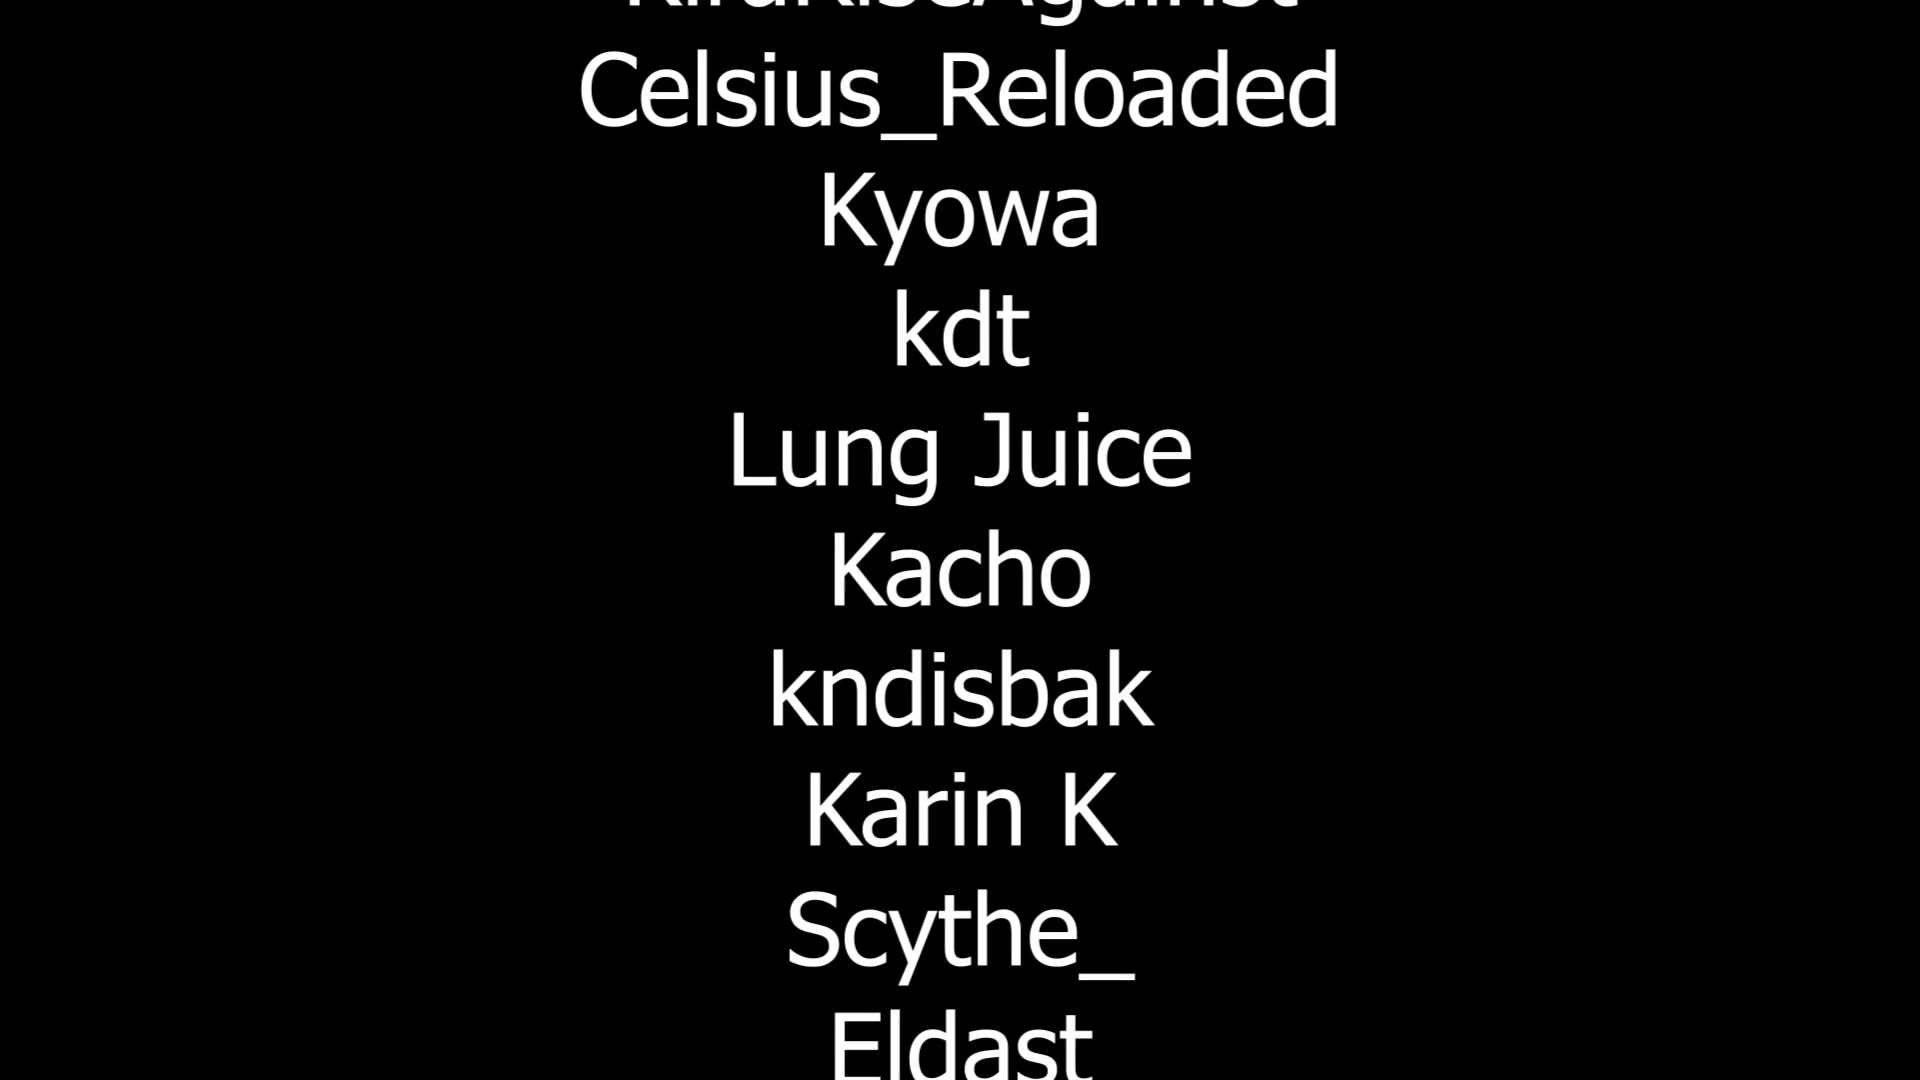 Celsius_Reloaded
Kyowa
kdt
Lung Juice
Kacho
kndisbak
Karin K
Scythe_
Eldast